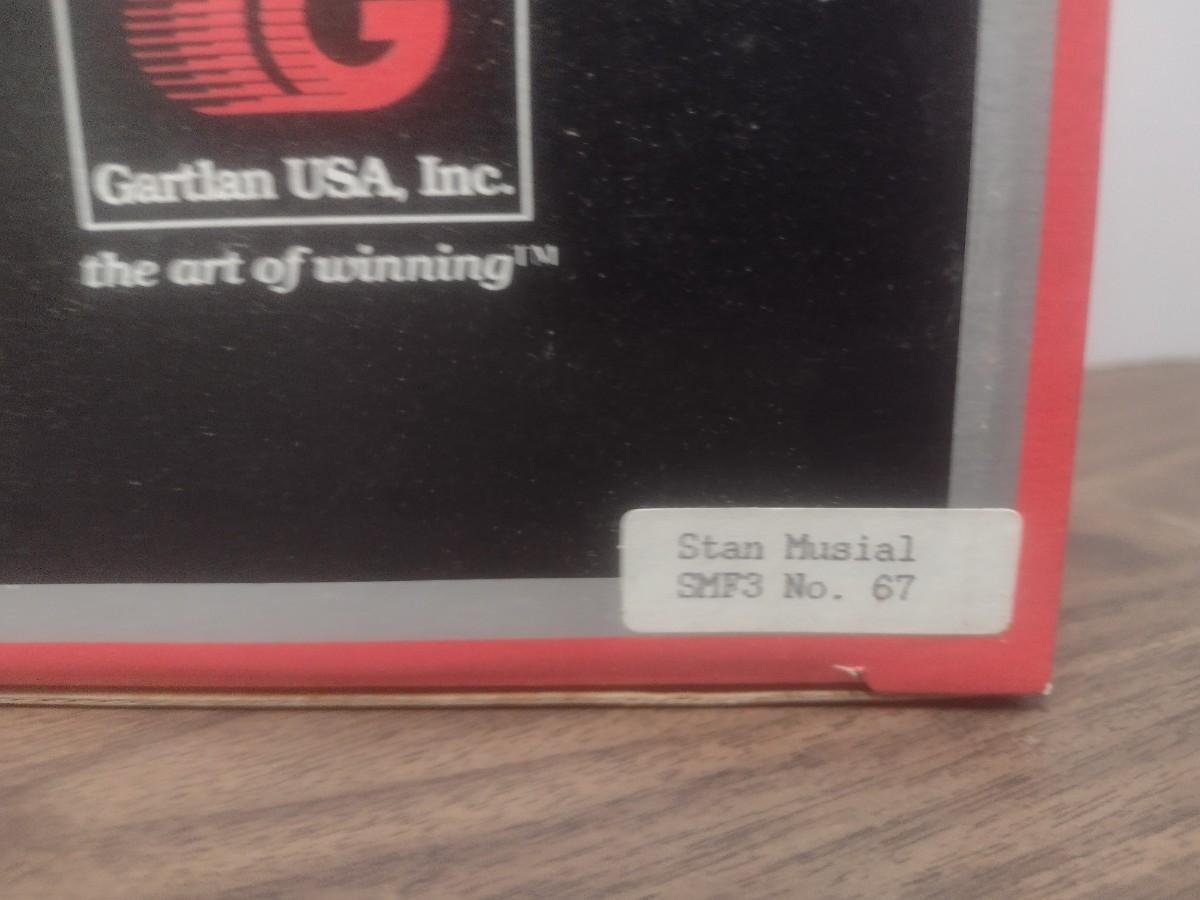 G
Gartlan USA, Inc.
the art of winning™
Stan Musial
SMF3 No. 67